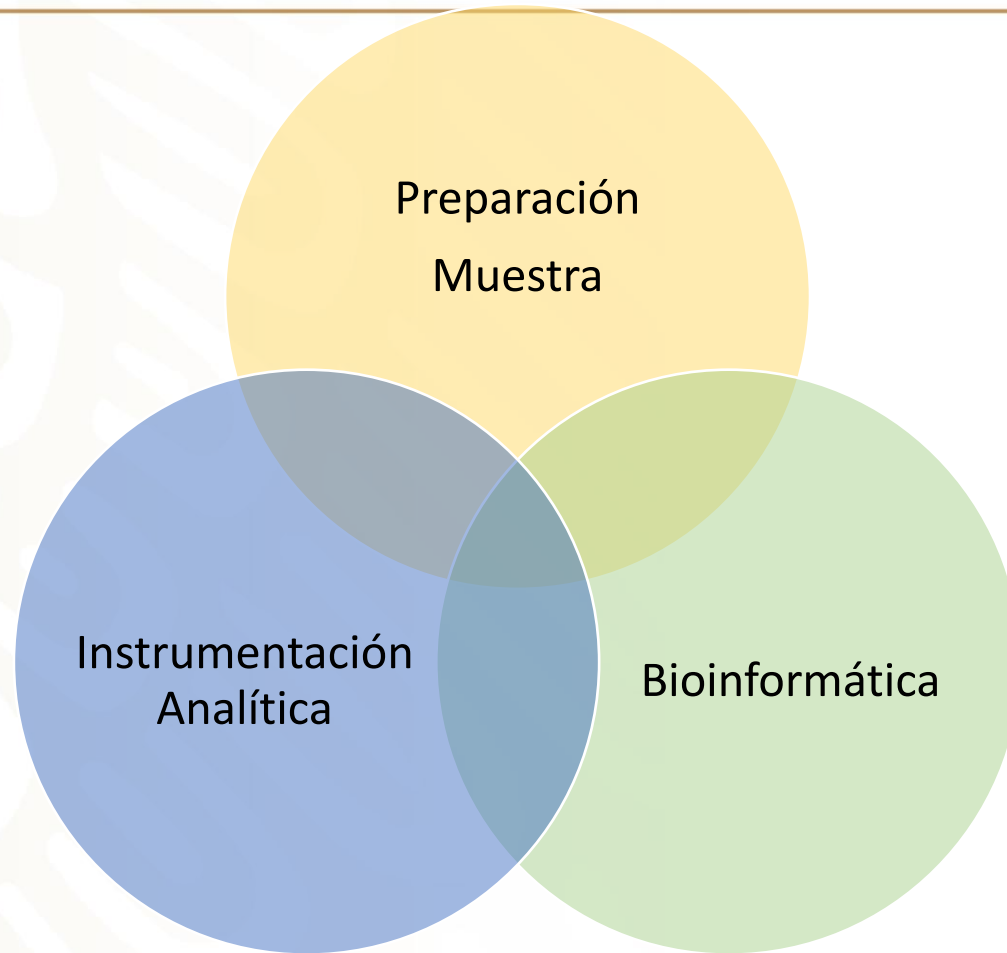 Preparación
Muestra
Instrumentación
Analítica
Bioinformática